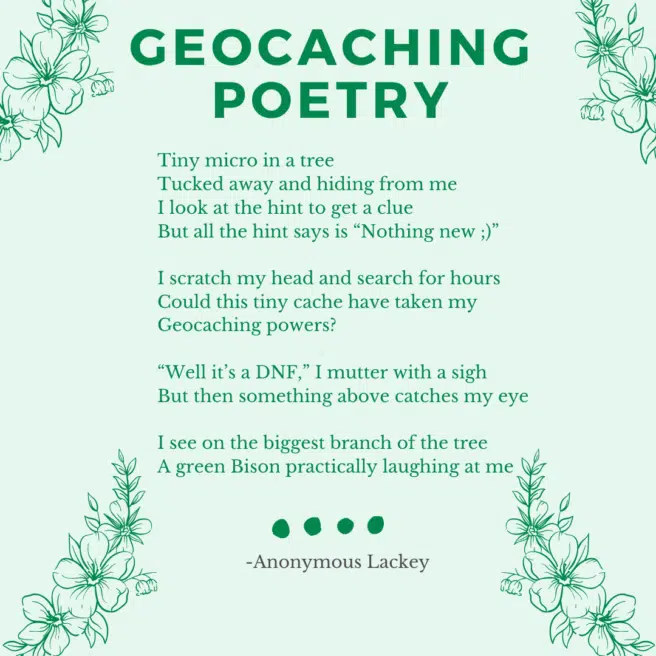 GEOCACHING
POETRY
Tiny micro in a tree
Tucked away and hiding from me
I look at the hint to get a clue
But all the hint says is “Nothing new ;)”
I scratch my head and search for hours
Could this tiny cache have taken my
Geocaching powers?
“Well it’s a DNF,” I mutter with a sigh
But then something above catches my eye
I see on the biggest branch of the tree
A green Bison practically laughing at me
-Anonymous Lackey